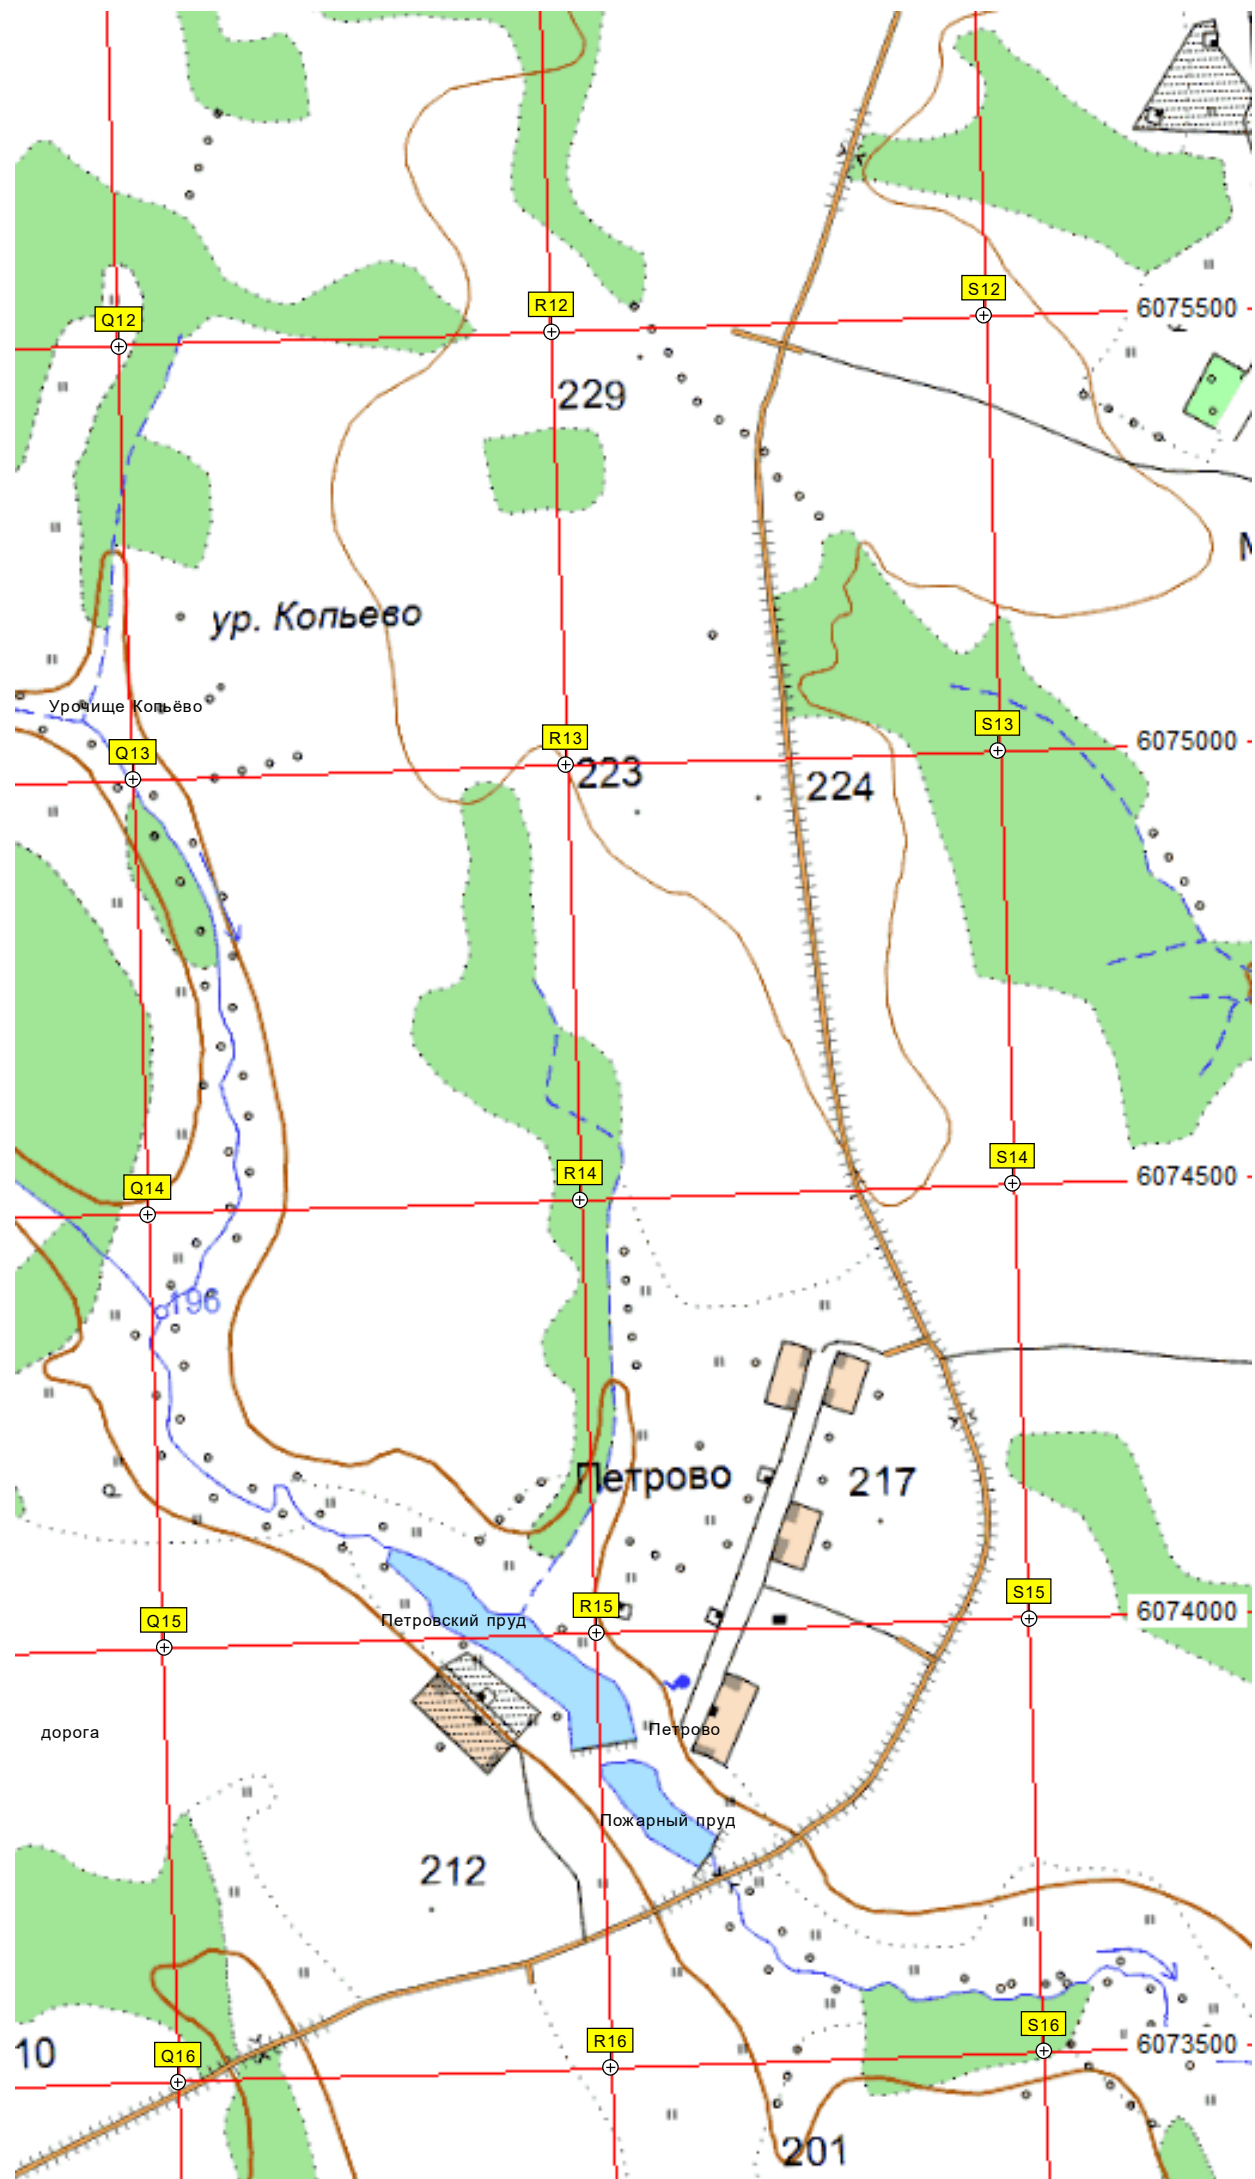 S12
R12
6075500
Q12
229
ур. Копьево
Урочище Копьёво
S13
R13
6075000
Q13
223
224
S14
R14
6074500
Q14
196
Петрово
217
S15
6074000
R15
Петровский пруд
Q15
дорога
Петрово
Пожарный пруд
212
S16
R16
6073500
Q16
10
201